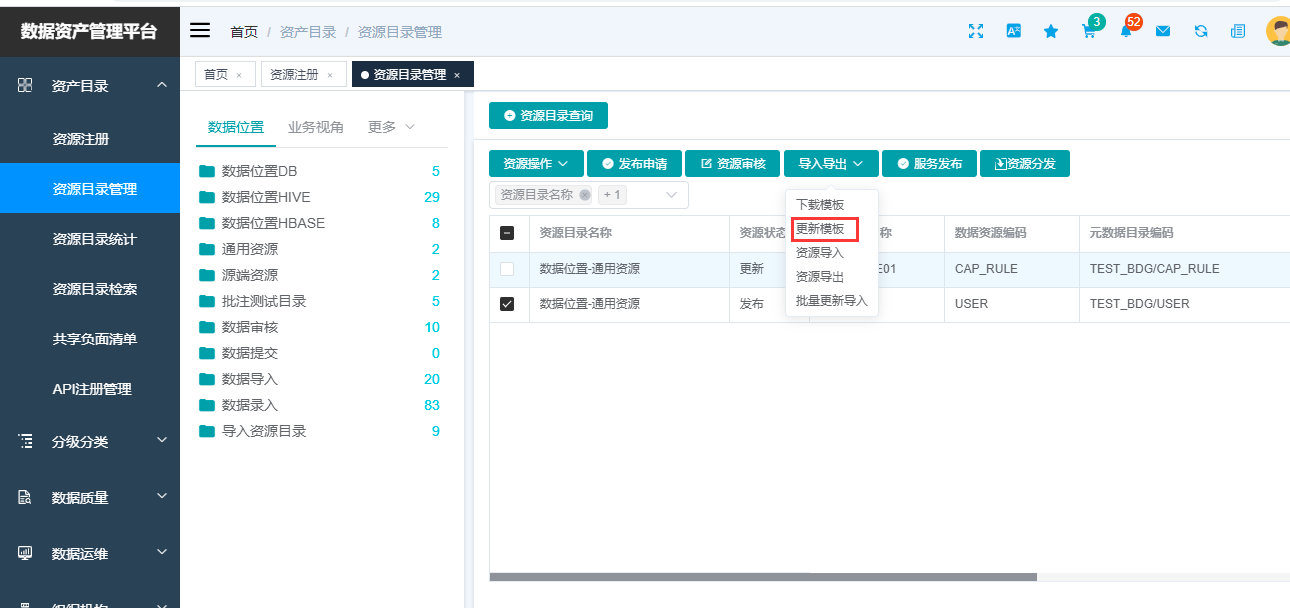 数据资产管理平台
首页 / 资产目录 / 资源目录管理
3
52
首页 ×
资源注册 ×
资源目录管理 ×
资产目录
资源注册
资源目录管理
资源目录统计
资源目录检索
共享负面清单
API注册管理
分级分类
数据质量
数据运维
组织机构
数据位置 业务视角 更多
数据位置DB 5
数据位置HIVE 29
数据位置HBASE 8
通用资源 2
源端资源 2
批注测试目录 5
数据审核 10
数据提交 0
数据导入 20
数据录入 83
导入资源目录 9
资源目录查询
资源操作 发布申请 资源审核 导入导出 服务发布 资源分发
资源目录名称 + 1
下载模板
更新模板
资源导入
资源导出
批量更新导入
资源目录名称 资源状态 称 数据资源编码 元数据目录编码
数据位置-通用资源 更新 E01 CAP_RULE TEST_BDG/CAP_RULE
数据位置-通用资源 发布 USER TEST_BDG/USER